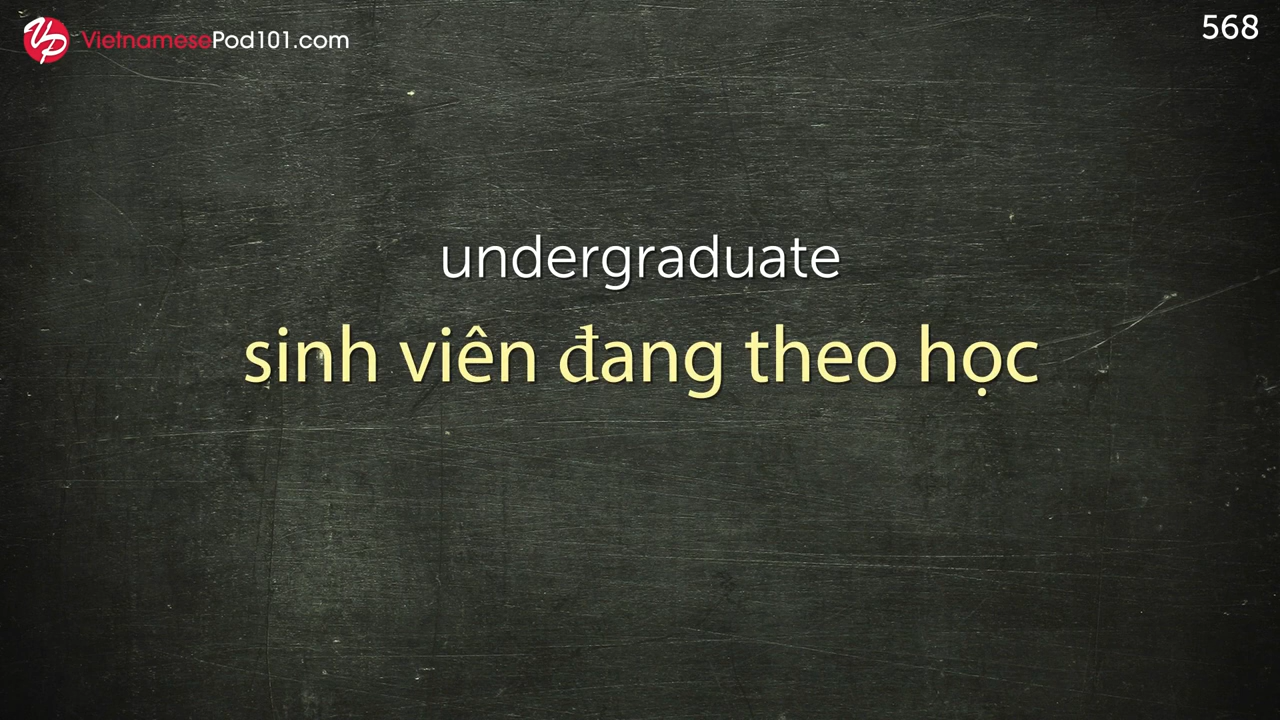 VietnamesePod101.com
568
undergraduate
sinh viên đang theo học